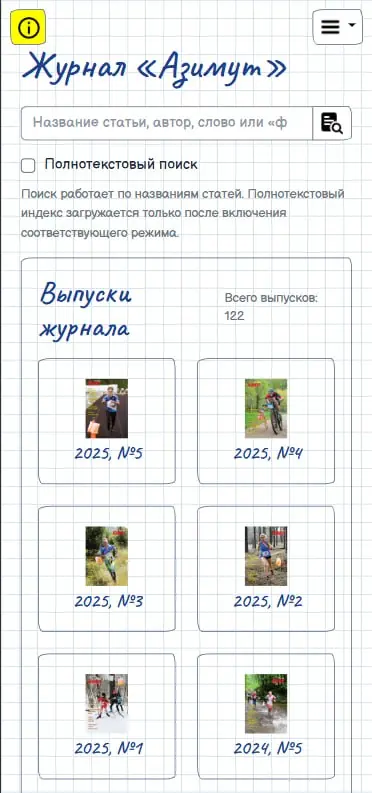 Журнал «Азимут»
Название статьи, автор, слово или «ф
Полнотекстовый поиск
Поиск работает по названиям статей. Полнотекстовый
индекс загружается только после включения
соответствующего режима.
Выпуски
журнала
Всего выпусков:
122
2025, №5
2025, №4
2025, №3
2025, №2
2025, №1
2024, №5